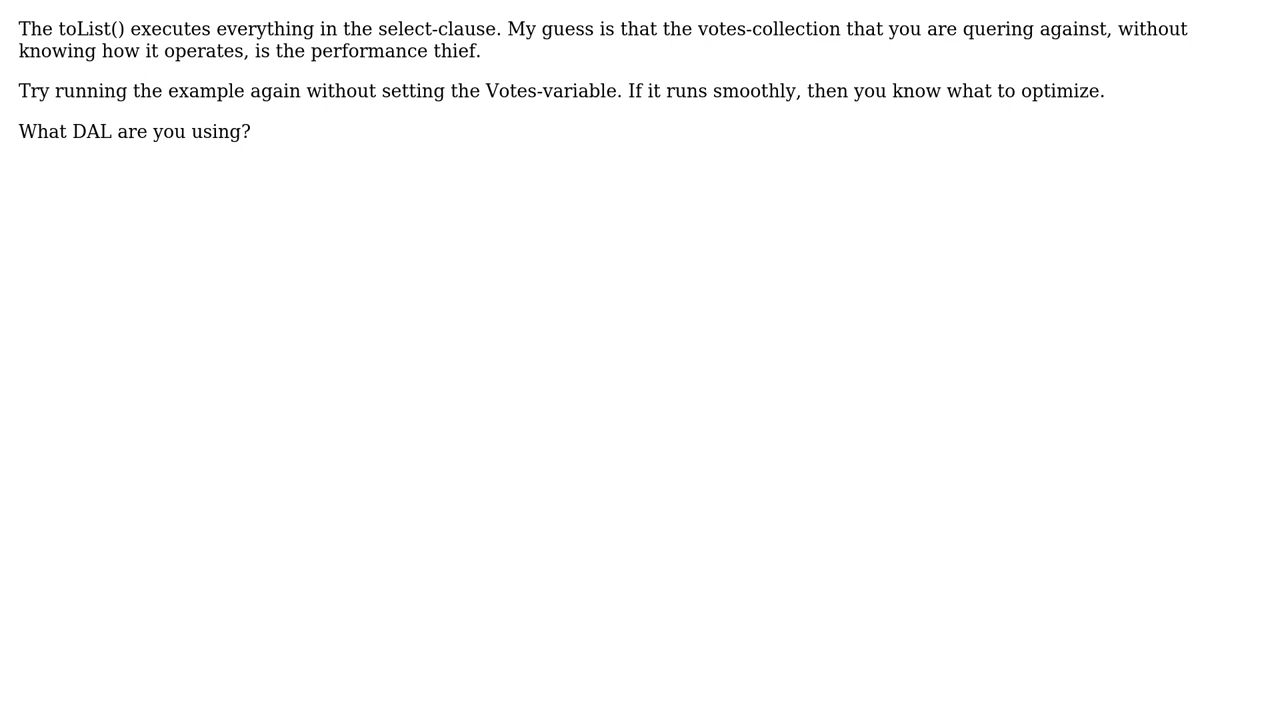 The toList() executes everything in the select-clause. My guess is that the votes-collection that you are quering against, without
knowing how it operates, is the performance thief.
Try running the example again without setting the Votes-variable. If it runs smoothly, then you know what to optimize.
What DAL are you using?